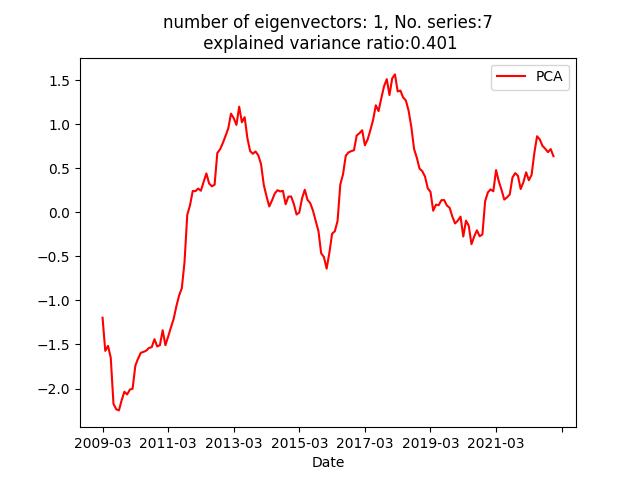 number of eigenvectors: 1, No. series:7
explained variance ratio:0.401
PCA
1.5
1.0
0.5
0.0
−0.5
−1.0
−1.5
−2.0
2009-03 2011-03 2013-03 2015-03 2017-03 2019-03 2021-03
Date